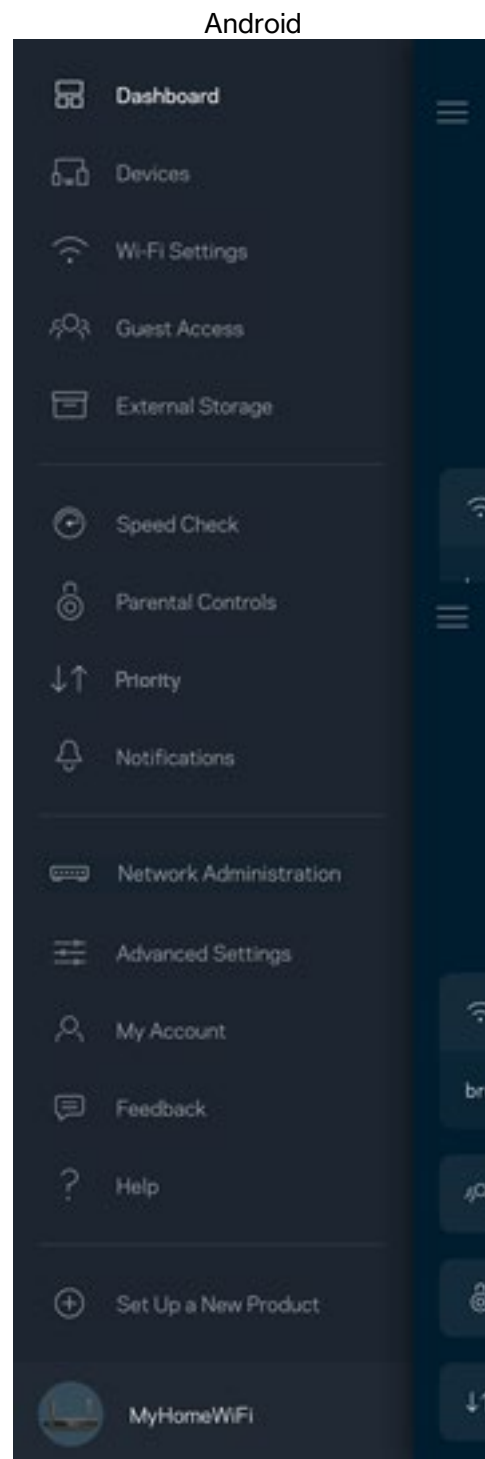 Android
Dashboard
Devices
Wi-Fi Settings
Guest Access
External Storage
Speed Check
Parental Controls
Priority
Notifications
Network Administration
Advanced Settings
My Account
br
Feedback
Help
Set Up a New Product
MyHomeWiFi